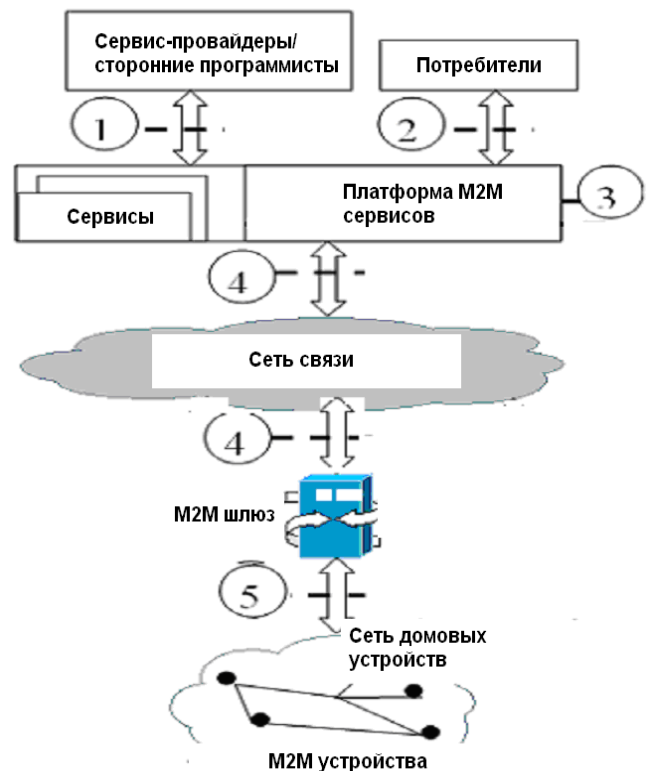 Сервис-провайдеры/
сторонние программисты
Потребители
1
2
Сервисы
Платформа М2М
сервисов
3
4
Сеть связи
4
М2М шлюз
5
Сеть домовых
устройств
М2М устройства